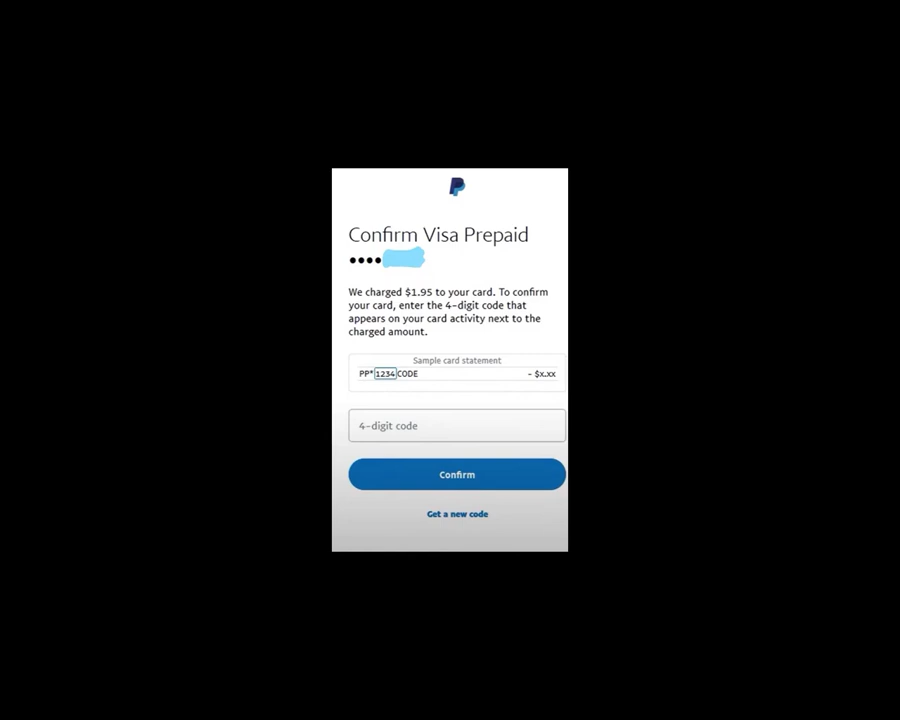 Confirm Visa Prepaid
••••
We charged $1.95 to your card. To confirm
your card, enter the 4-digit code that
appears on your card activity next to the
charged amount.
Sample card statement
PP*1234CODE - $x.xx
4-digit code
Confirm
Get a new code